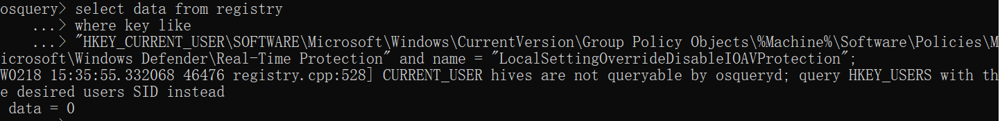 osquery> select data from registry
    ...> where key like
    ...> "HKEY_CURRENT_USER\SOFTWARE\Microsoft\Windows\CurrentVersion\Group Policy Objects\%Machine%\Software\Policies\M
icrosoft\Windows Defender\Real-Time Protection" and name = "LocalSettingOverrideDisableIOAVProtection";
W0218 15:35:55.332068 46476 registry.cpp:528] CURRENT_USER hives are not queryable by osqueryd; query HKEY_USERS with th
e desired users SID instead
 data = 0